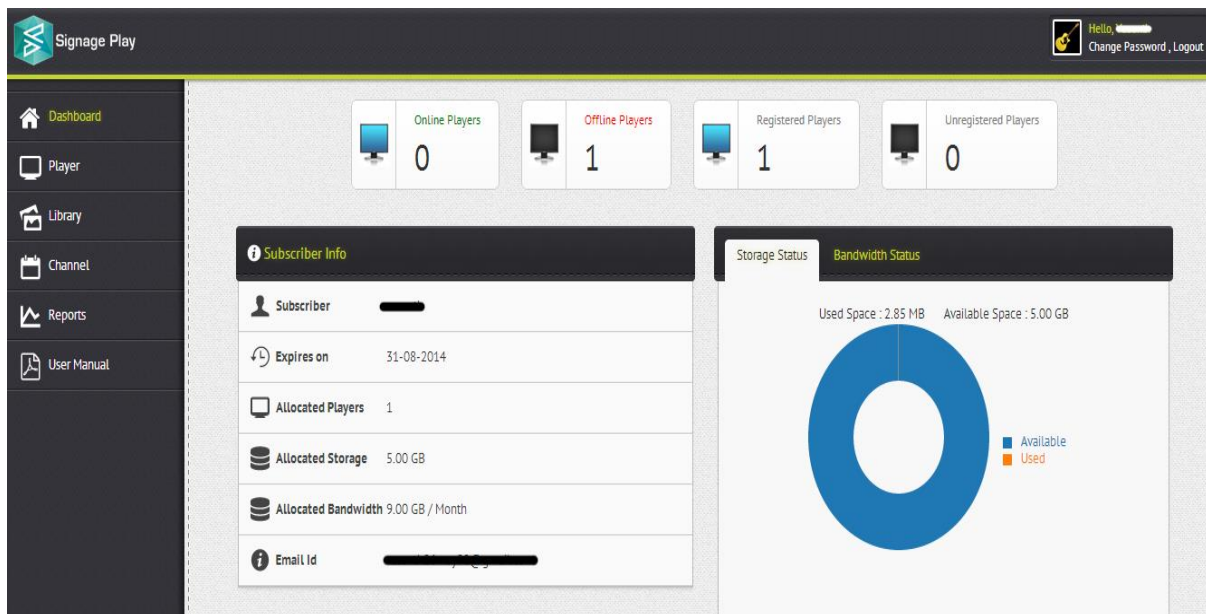 Signage Play
Hello,
Change Password , Logout
Dashboard
Player
Library
Channel
Reports
User Manual
Online Players
0
Offline Players
1
Registered Players
1
Unregistered Players
0
Subscriber Info
Subscriber
Expires on 31-08-2014
Allocated Players 1
Allocated Storage 5.00 GB
Allocated Bandwidth 9.00 GB / Month
Email Id
Storage Status Bandwidth Status
Used Space : 2.85 MB Available Space : 5.00 GB
Available
Used